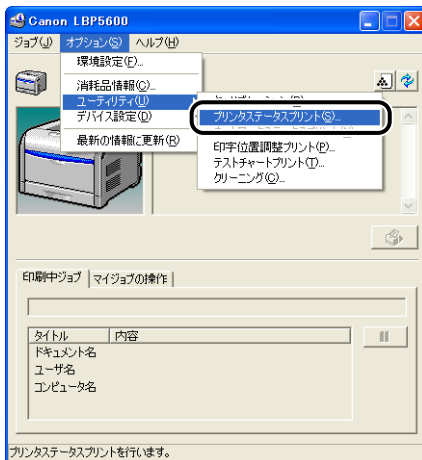 Canon LBP5600
ジョブ(J) オプション(S) ヘルプ(H)
環境設定(F)...
消耗品情報(C)...
ユーティリティ(U)
デバイス設定(D)
最新の情報に更新(R)
プリンタステータスプリント(S)...
印字位置調整プリント(P)...
テストチャートプリント(T)...
クリーニング(G)...
印刷中ジョブ マイジョブの操作
タイトル 内容
ドキュメント名
ユーザ名
コンピュータ名
プリンタステータスプリントを行います。